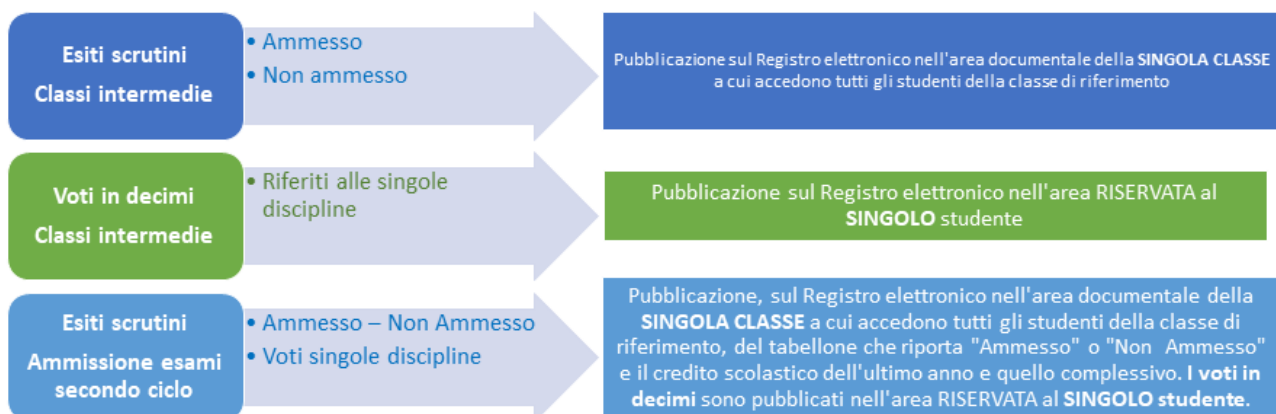 Esiti scrutini
Classi intermedie
• Ammesso
• Non ammesso
Pubblicazione sul Registro elettronico nell'area documentale della SINGOLA CLASSE
a cui accedono tutti gli studenti della classe di riferimento
Voti in decimi
Classi intermedie
• Riferiti alle singole
discipline
Pubblicazione sul Registro elettronico nell'area RISERVATA al
SINGOLO studente
Esiti scrutini
Ammissione esami
secondo ciclo
• Ammesso – Non Ammesso
• Voti singole discipline
Pubblicazione, sul Registro elettronico nell'area documentale della
SINGOLA CLASSE a cui accedono tutti gli studenti della classe di
riferimento, del tabellone che riporta "Ammesso" o "Non Ammesso"
e il credito scolastico dell'ultimo anno e quello complessivo. I voti in
decimi sono pubblicati nell'area RISERVATA al SINGOLO studente.